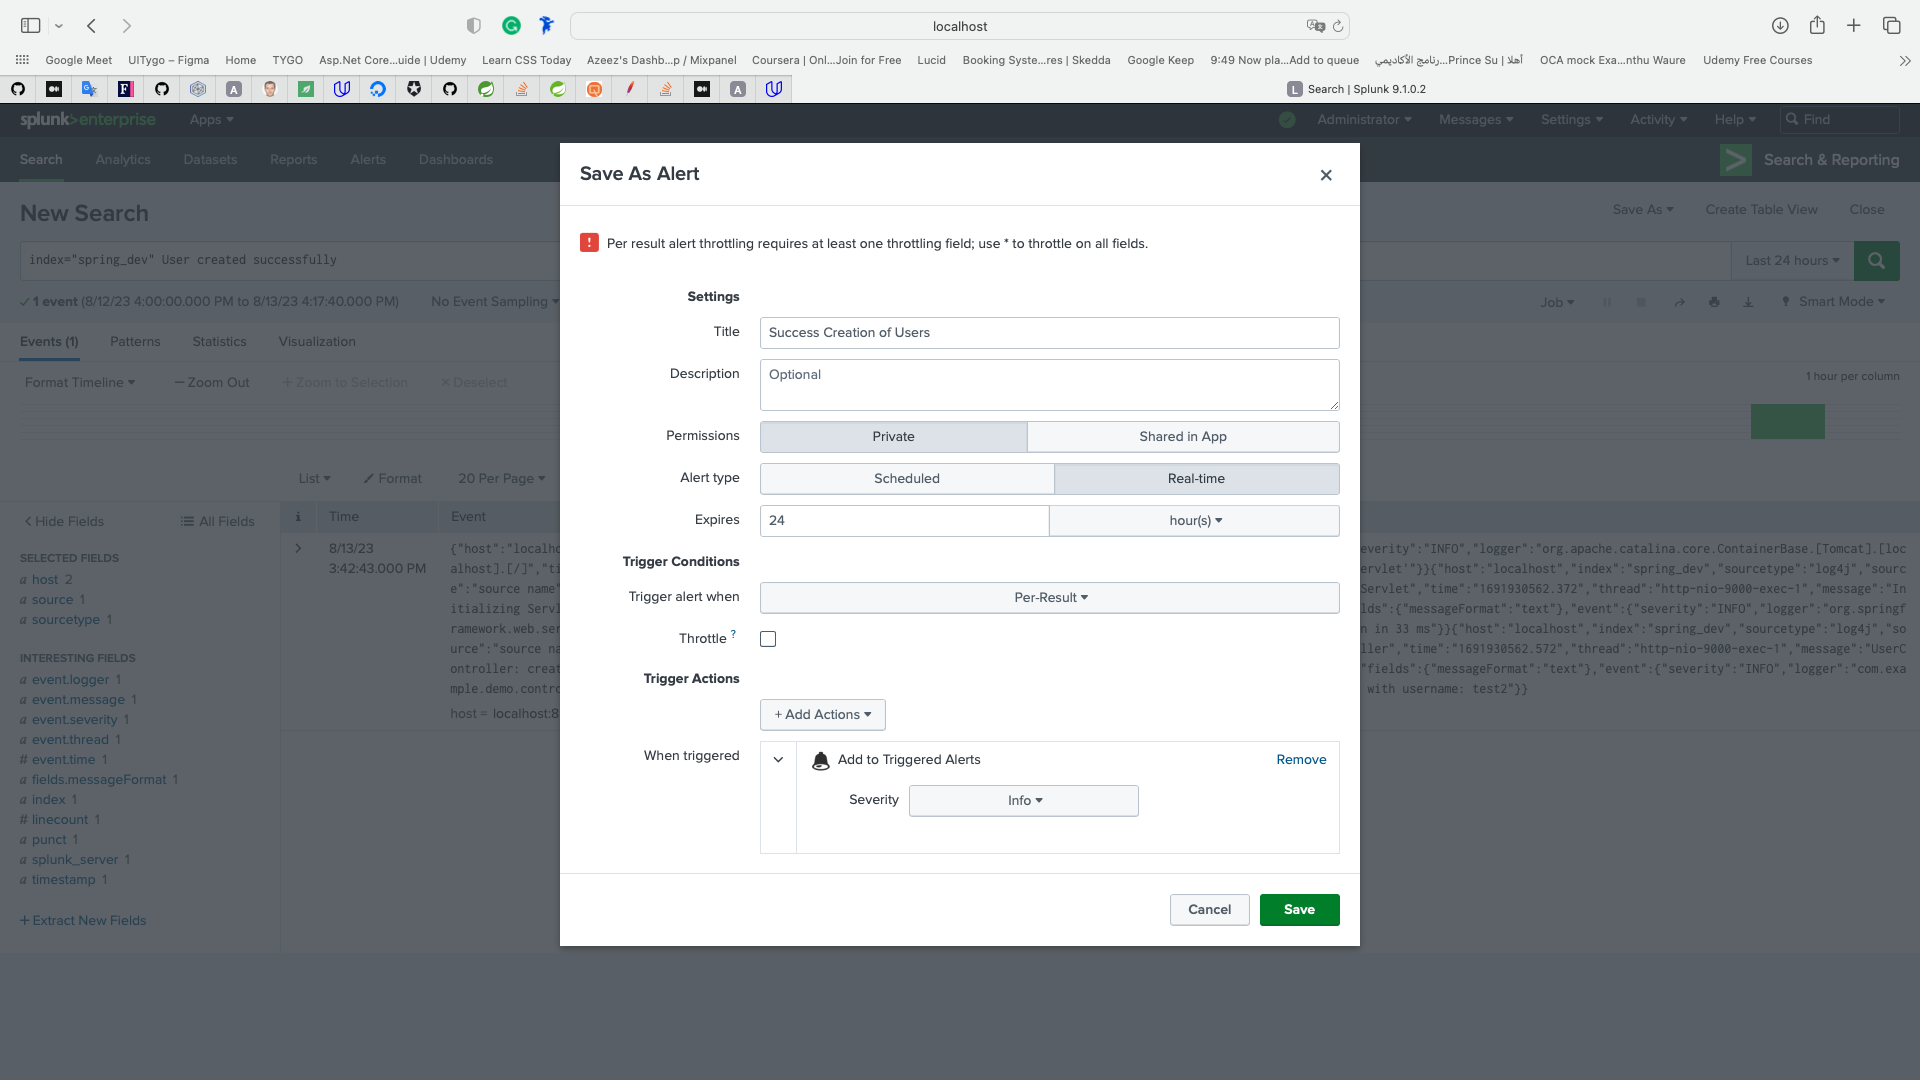 localhost
Google Meet UITygo – Figma Home TYGO Asp.Net Core...uide | Udemy Learn CSS Today Azeez's Dashb...p / Mixpanel Coursera | Onl...Join for Free Lucid Booking Syste...res | Skedda Google Keep 9:49 Now pla...Add to queue أهلا | Prince Su...رنامج الأكاديمي OCA mock Exa...nthu Waure Udemy Free Courses
L Search | Splunk 9.1.0.2
splunk>enterprise Apps Administrator Messages Settings Activity Help Find
Search Analytics Datasets Reports Alerts Dashboards Search & Reporting
New Search Save As Create Table View Close
index="spring_dev" User created successfully Last 24 hours
1 event (8/12/23 4:00:00.000 PM to 8/13/23 4:17:40.000 PM) No Event Sampling Job Smart Mode
Events (1) Patterns Statistics Visualization
Format Timeline — Zoom Out + Zoom to Selection × Deselect 1 hour per column
List Format 20 Per Page
< Hide Fields All Fields
i Time Event
SELECTED FIELDS
a host 2
a source 1
a sourcetype 1
INTERESTING FIELDS
a event.logger 1
a event.message 1
a event.severity 1
a event.thread 1
# event.time 1
a fields.messageFormat 1
a index 1
# linecount 1
a punct 1
a splunk_server 1
a timestamp 1
+ Extract New Fields
8/13/23
3:42:43.000 PM
{"host":"localho everity":"INFO","logger":"org.apache.catalina.core.ContainerBase.[Tomcat].[loc
alhost].[/]","ti ervlet'"}}{"host":"localhost","index":"spring_dev","sourcetype":"log4j","sourc
e":"source name" Servlet","time":"1691930562.372","thread":"http-nio-9000-exec-1","message":"In
itializing Servl lds":{"messageFormat":"text"},"event":{"severity":"INFO","logger":"org.springf
ramework.web.ser n in 33 ms"}}{"host":"localhost","index":"spring_dev","sourcetype":"log4j","so
urce":"source na ller","time":"1691930562.572","thread":"http-nio-9000-exec-1","message":"UserC
ontroller: creat "fields":{"messageFormat":"text"},"event":{"severity":"INFO","logger":"com.exa
mple.demo.contro with username: test2"}}
host = localhost:8
Save As Alert
! Per result alert throttling requires at least one throttling field; use * to throttle on all fields.
Settings
Title Success Creation of Users
Description Optional
Permissions Private Shared in App
Alert type Scheduled Real-time
Expires 24 hour(s)
Trigger Conditions
Trigger alert when Per-Result
Throttle ?
Trigger Actions
+ Add Actions
When triggered Add to Triggered Alerts Remove
Severity Info
Cancel Save